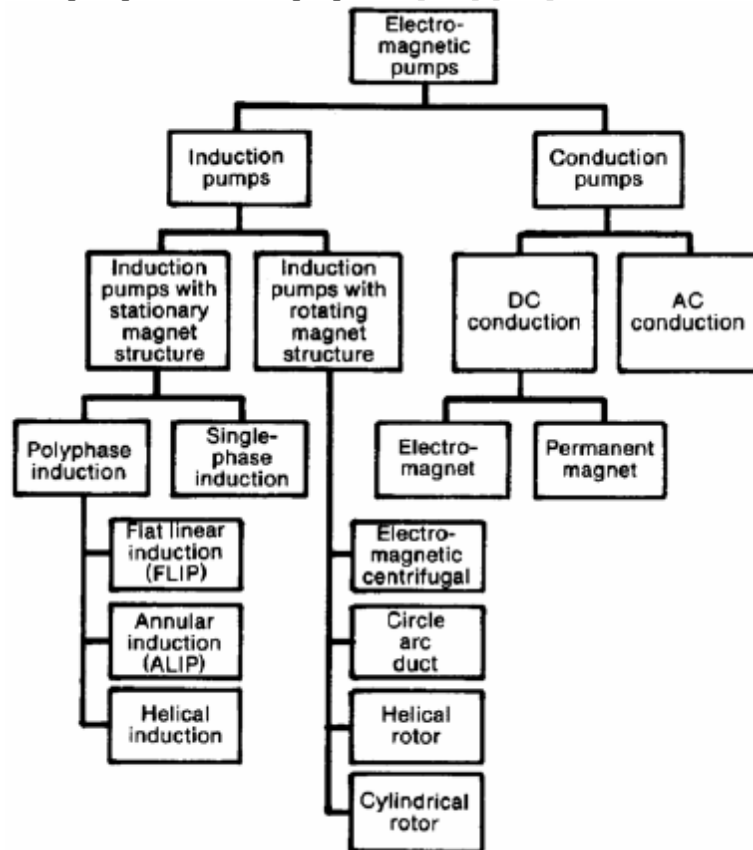 Electro-
magnetic
pumps
Induction
pumps
Conduction
pumps
Induction
pumps with
stationary
magnet
structure
Induction
pumps with
rotating
magnet
structure
DC
conduction
AC
conduction
Polyphase
induction
Single-
phase
induction
Electro-
magnet
Permanent
magnet
Flat linear
induction
(FLIP)
Annular
induction
(ALIP)
Helical
induction
Electro-
magnetic
centrifugal
Circle
arc
duct
Helical
rotor
Cylindrical
rotor